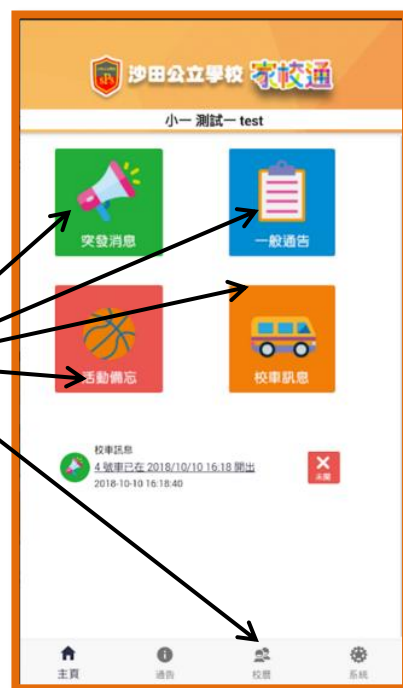 沙田公立學校 家校通
小一 測試一 test
突發消息
一般通告
活動備忘
校車訊息
校車訊息
4 號車已在 2018/10/10 16:18 開出
2018-10-10 16:18:40
未閱
主頁
通告
校曆
系統